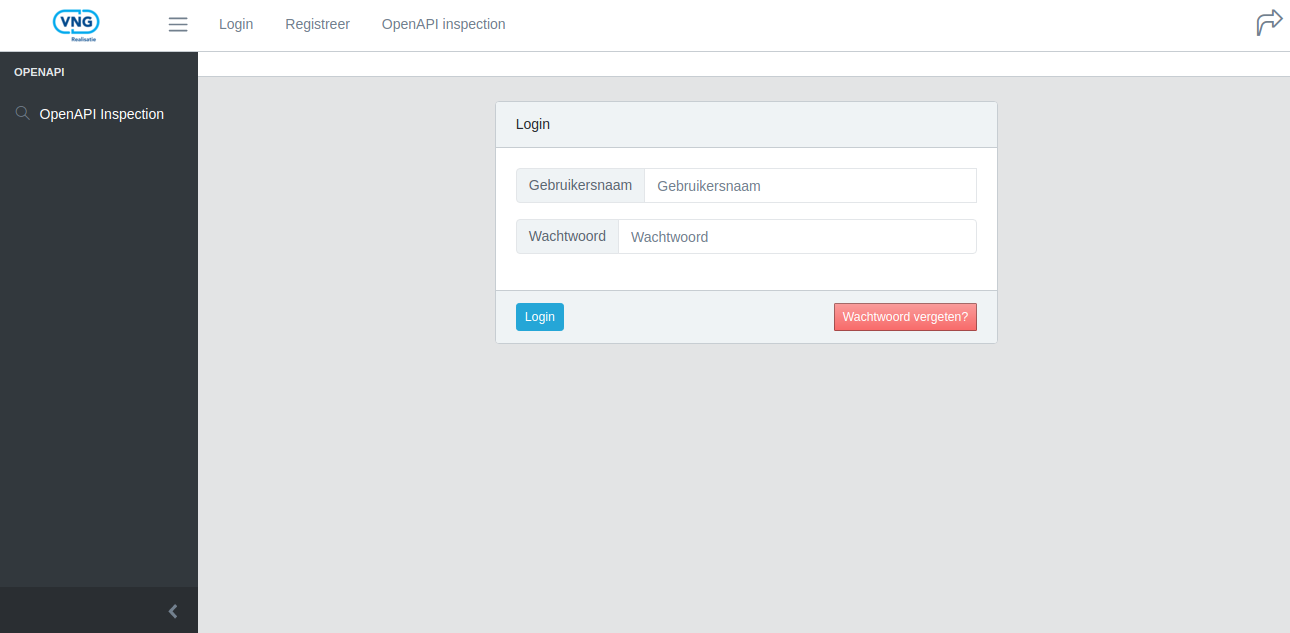 VNG
Realisatie
Login
Registreer
OpenAPI inspection
OPENAPI
OpenAPI Inspection
Login
Gebruikersnaam
Gebruikersnaam
Wachtwoord
Wachtwoord
Login
Wachtwoord vergeten?